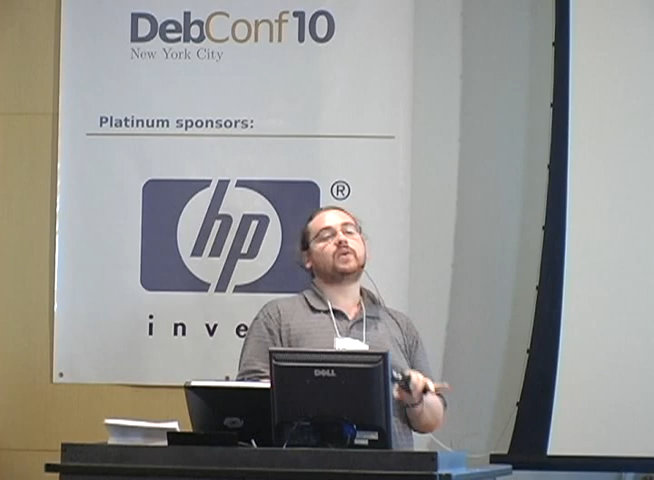 DebConf10
New York City
Platinum sponsors:
hp®
inve
DELL